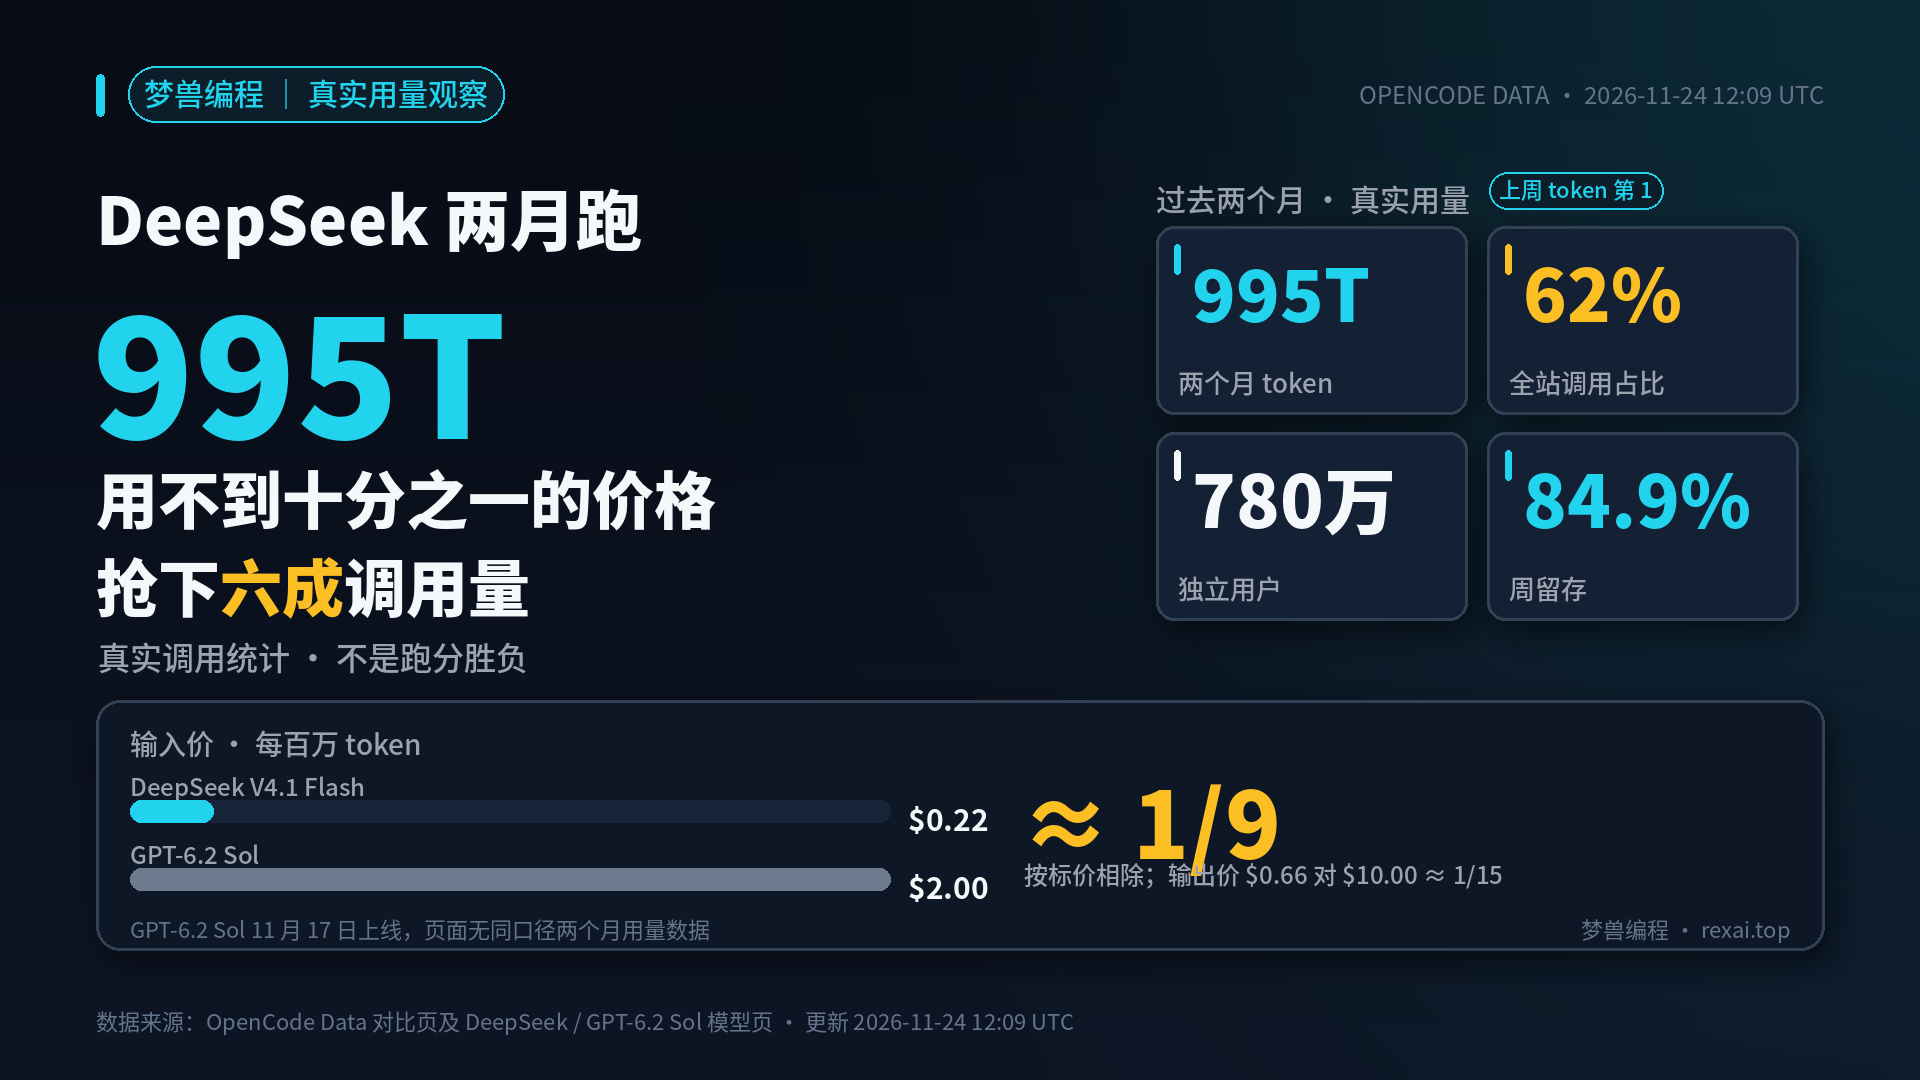 梦兽编程 ｜ 真实用量观察
OPENCODE DATA · 2026-11-24 12:09 UTC
DeepSeek 两月跑
995T
用不到十分之一的价格
抢下六成调用量
真实调用统计 · 不是跑分胜负
过去两个月 · 真实用量
上周 token 第 1
995T
两个月 token
62%
全站调用占比
780万
独立用户
84.9%
周留存
输入价 · 每百万 token
DeepSeek V4.1 Flash
$0.22
GPT-6.2 Sol
$2.00
≈ 1/9
按标价相除；输出价 $0.66 对 $10.00 ≈ 1/15
GPT-6.2 Sol 11 月 17 日上线，页面无同口径两个月用量数据
梦兽编程 · rexai.top
数据来源：OpenCode Data 对比页及 DeepSeek / GPT-6.2 Sol 模型页 · 更新 2026-11-24 12:09 UTC